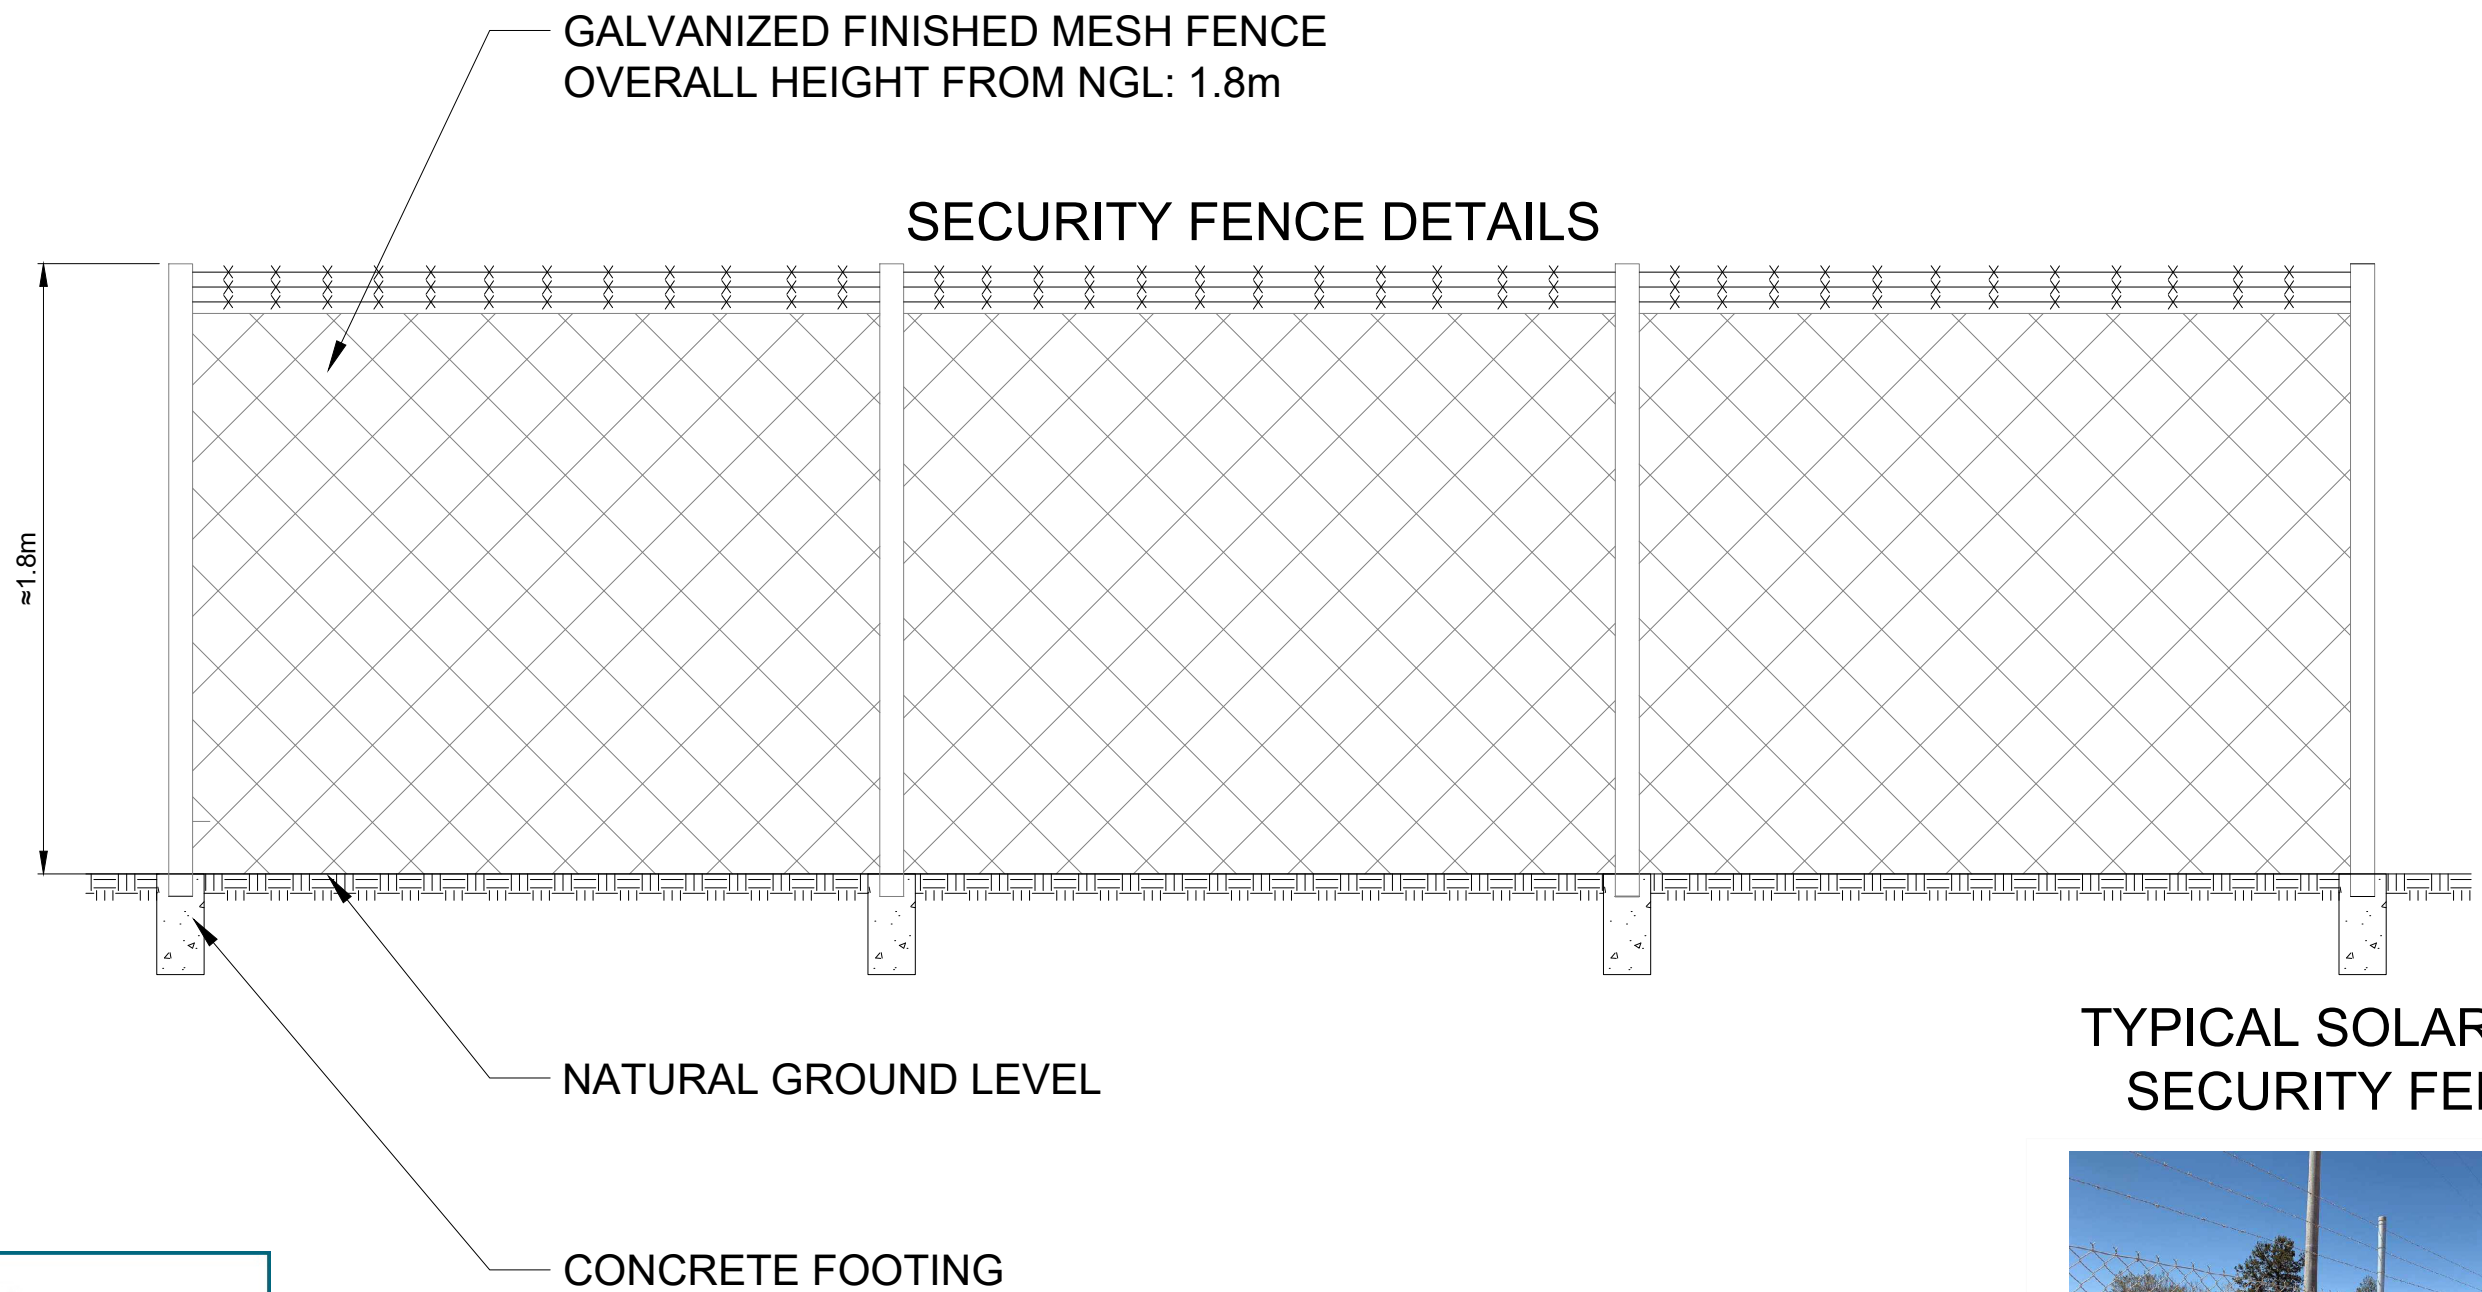 GALVANIZED FINISHED MESH FENCE
OVERALL HEIGHT FROM NGL: 1.8m
SECURITY FENCE DETAILS
≈1.8m
NATURAL GROUND LEVEL
CONCRETE FOOTING
TYPICAL SOLAR
SECURITY